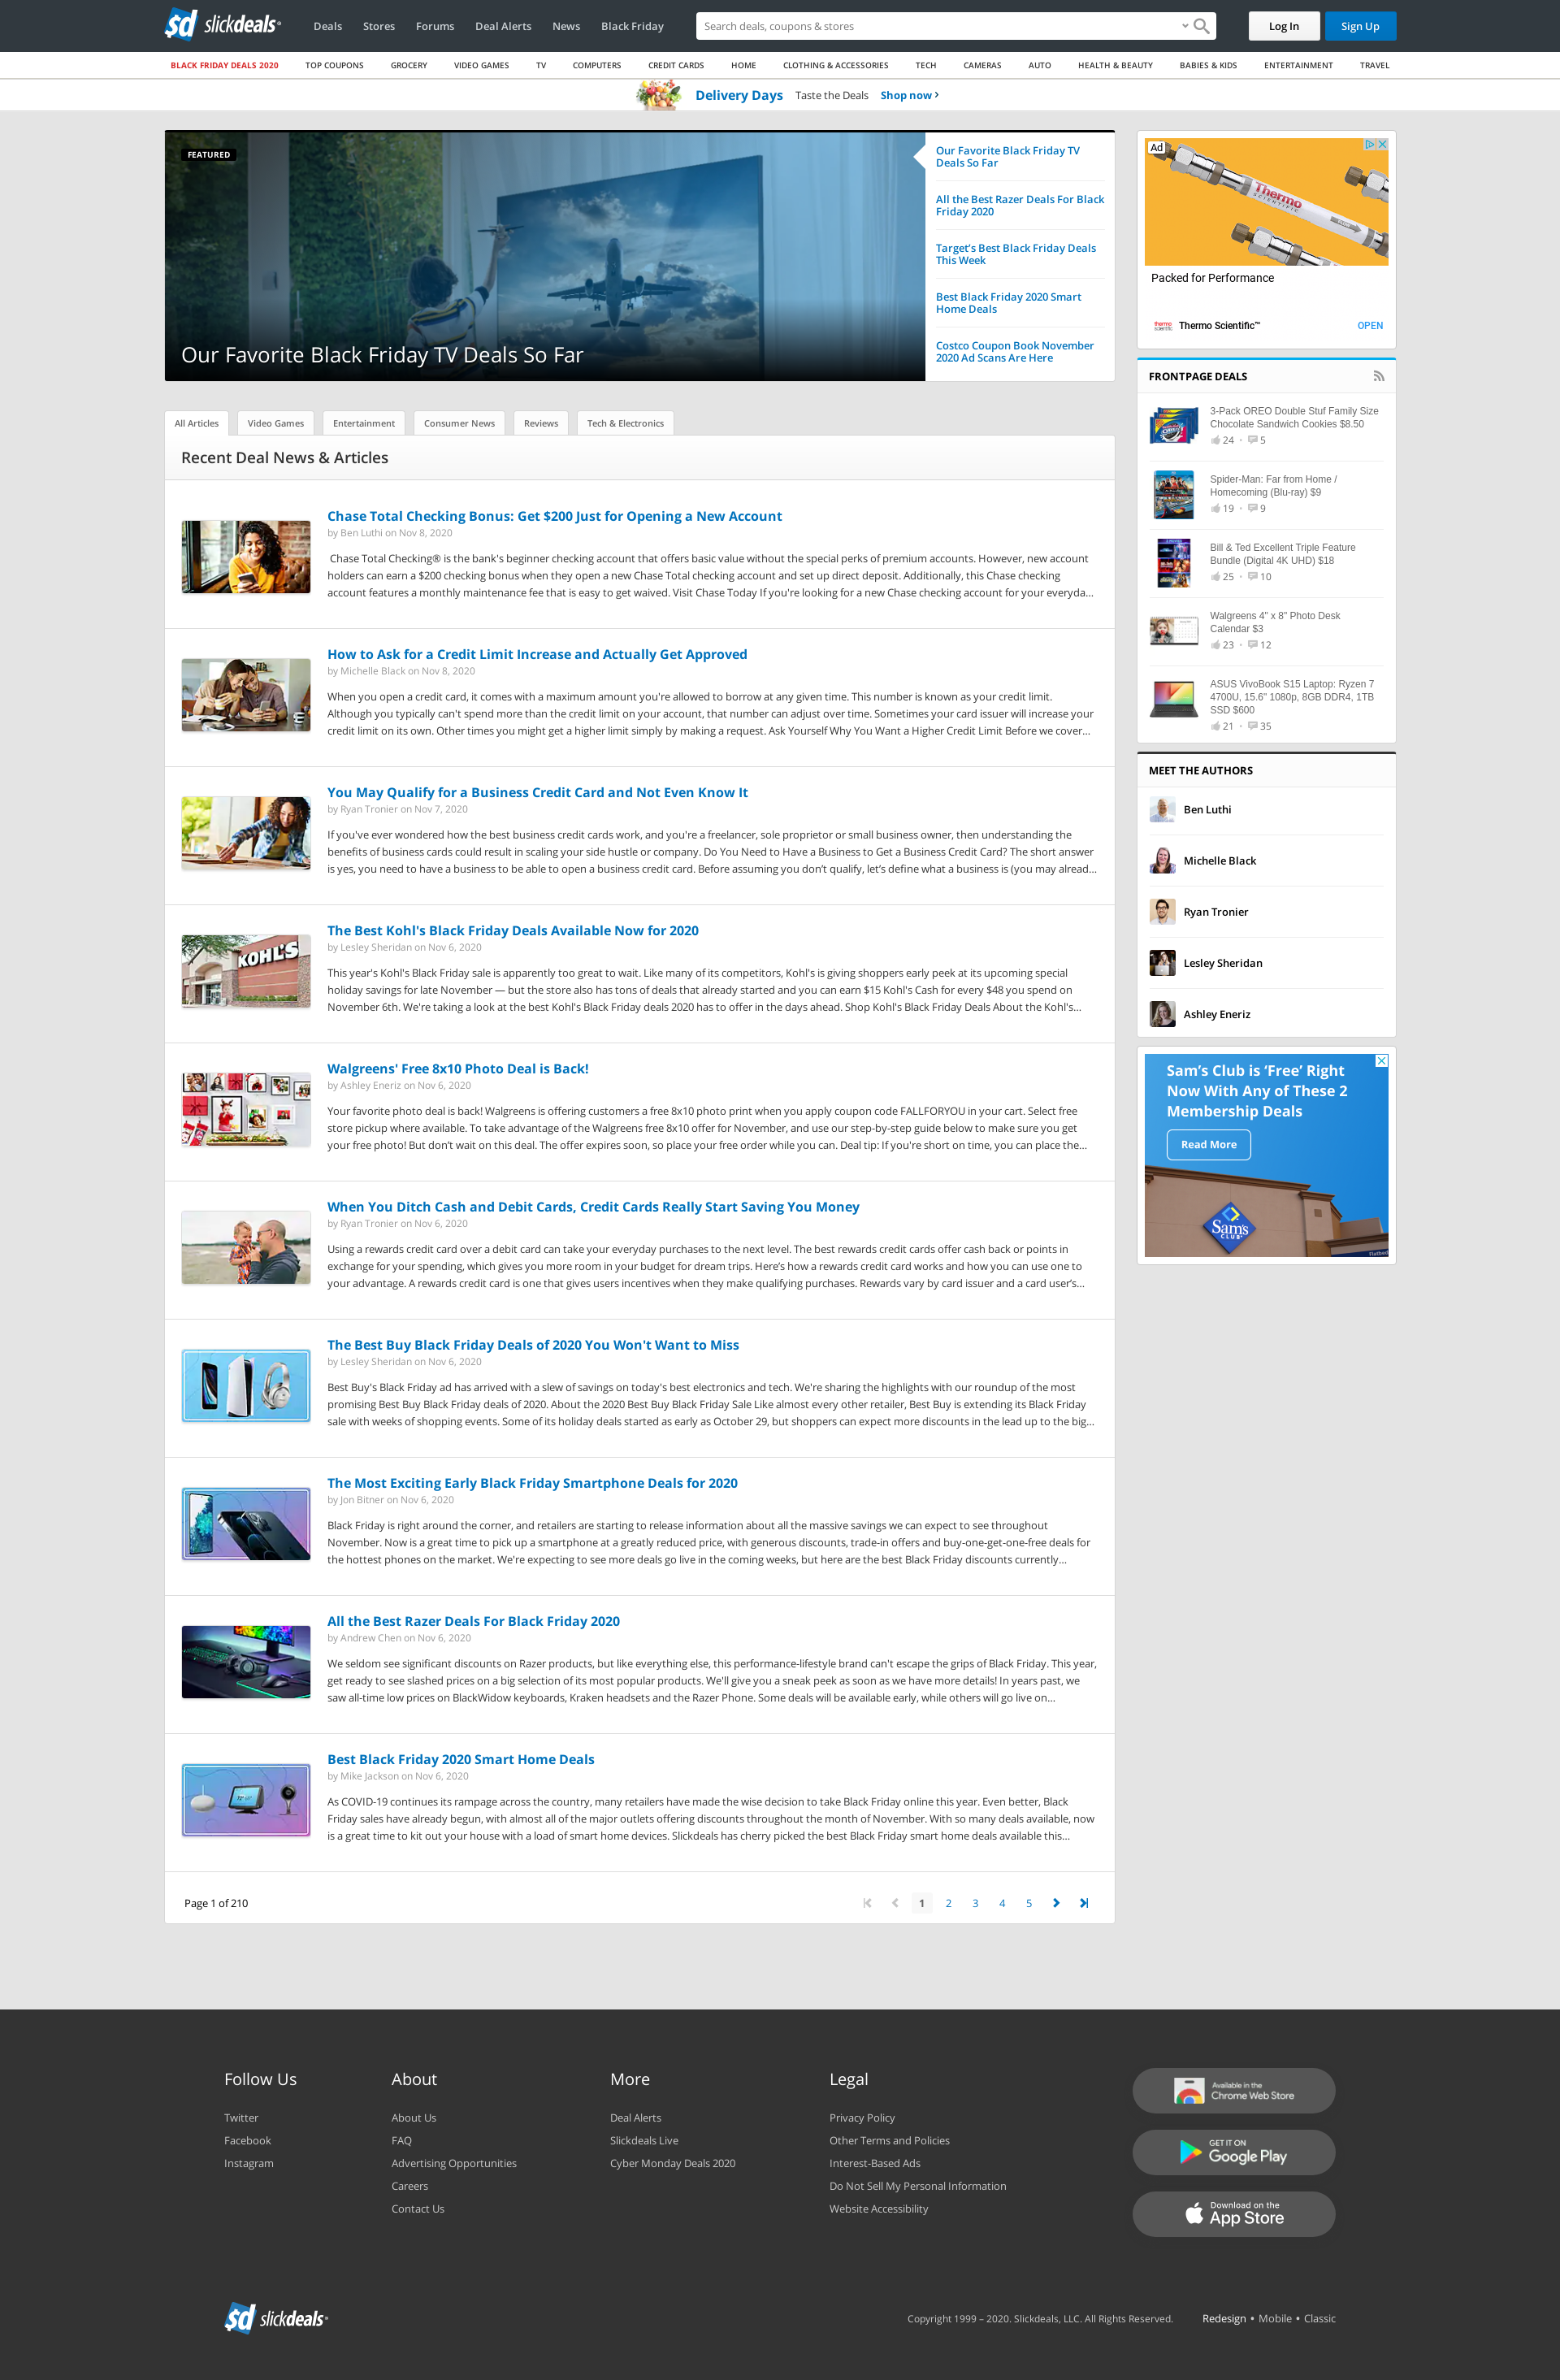 sd slickdeals
Deals
Stores
Forums
Deal Alerts
News
Black Friday
Search deals, coupons & stores
Log In
Sign Up
BLACK FRIDAY DEALS 2020
TOP COUPONS
GROCERY
VIDEO GAMES
TV
COMPUTERS
CREDIT CARDS
HOME
CLOTHING & ACCESSORIES
TECH
CAMERAS
AUTO
HEALTH & BEAUTY
BABIES & KIDS
ENTERTAINMENT
TRAVEL
Delivery Days Taste the Deals Shop now
FEATURED
Our Favorite Black Friday TV Deals So Far
Our Favorite Black Friday TV
Deals So Far
All the Best Razer Deals For Black
Friday 2020
Target's Best Black Friday Deals
This Week
Best Black Friday 2020 Smart
Home Deals
Costco Coupon Book November
2020 Ad Scans Are Here
All Articles
Video Games
Entertainment
Consumer News
Reviews
Tech & Electronics
Recent Deal News & Articles
Chase Total Checking Bonus: Get $200 Just for Opening a New Account
by Ben Luthi on Nov 8, 2020
Chase Total Checking® is the bank's beginner checking account that offers basic value without the special perks of premium accounts. However, new account
holders can earn a $200 checking bonus when they open a new Chase Total checking account and set up direct deposit. Additionally, this Chase checking
account features a monthly maintenance fee that is easy to get waived. Visit Chase Today If you're looking for a new Chase checking account for your everyda...
How to Ask for a Credit Limit Increase and Actually Get Approved
by Michelle Black on Nov 8, 2020
When you open a credit card, it comes with a maximum amount you're allowed to borrow at any given time. This number is known as your credit limit.
Although you typically can't spend more than the credit limit on your account, that number can adjust over time. Sometimes your card issuer will increase your
credit limit on its own. Other times you might get a higher limit simply by making a request. Ask Yourself Why You Want a Higher Credit Limit Before we cover...
You May Qualify for a Business Credit Card and Not Even Know It
by Ryan Tronier on Nov 7, 2020
If you've ever wondered how the best business credit cards work, and you're a freelancer, sole proprietor or small business owner, then understanding the
benefits of business cards could result in scaling your side hustle or company. Do You Need to Have a Business to Get a Business Credit Card? The short answer
is yes, you need to have a business to be able to open a business credit card. Before assuming you don't qualify, let's define what a business is (you may alread...
KOHL'S
The Best Kohl's Black Friday Deals Available Now for 2020
by Lesley Sheridan on Nov 6, 2020
This year's Kohl's Black Friday sale is apparently too great to wait. Like many of its competitors, Kohl's is giving shoppers early peek at its upcoming special
holiday savings for late November — but the store also has tons of deals that already started and you can earn $15 Kohl's Cash for every $48 you spend on
November 6th. We're taking a look at the best Kohl's Black Friday deals 2020 has to offer in the days ahead. Shop Kohl's Black Friday Deals About the Kohl's...
Walgreens' Free 8x10 Photo Deal is Back!
by Ashley Eneriz on Nov 6, 2020
Your favorite photo deal is back! Walgreens is offering customers a free 8x10 photo print when you apply coupon code FALLFORYOU in your cart. Select free
store pickup where available. To take advantage of the Walgreens free 8x10 offer for November, and use our step-by-step guide below to make sure you get
your free photo! But don't wait on this deal. The offer expires soon, so place your free order while you can. Deal tip: If you're short on time, you can place the...
When You Ditch Cash and Debit Cards, Credit Cards Really Start Saving You Money
by Ryan Tronier on Nov 6, 2020
Using a rewards credit card over a debit card can take your everyday purchases to the next level. The best rewards credit cards offer cash back or points in
exchange for your spending, which gives you more room in your budget for dream trips. Here's how a rewards credit card works and how you can use one to
your advantage. A rewards credit card is one that gives users incentives when they make qualifying purchases. Rewards vary by card issuer and a card user's...
The Best Buy Black Friday Deals of 2020 You Won't Want to Miss
by Lesley Sheridan on Nov 6, 2020
Best Buy's Black Friday ad has arrived with a slew of savings on today's best electronics and tech. We're sharing the highlights with our roundup of the most
promising Best Buy Black Friday deals of 2020. About the 2020 Best Buy Black Friday Sale Like almost every other retailer, Best Buy is extending its Black Friday
sale with weeks of shopping events. Some of its holiday deals started as early as October 29, but shoppers can expect more discounts in the lead up to the big...
The Most Exciting Early Black Friday Smartphone Deals for 2020
by Jon Bitner on Nov 6, 2020
Black Friday is right around the corner, and retailers are starting to release information about all the massive savings we can expect to see throughout
November. Now is a great time to pick up a smartphone at a greatly reduced price, with generous discounts, trade-in offers and buy-one-get-one-free deals for
the hottest phones on the market. We're expecting to see more deals go live in the coming weeks, but here are the best Black Friday discounts currently...
All the Best Razer Deals For Black Friday 2020
by Andrew Chen on Nov 6, 2020
We seldom see significant discounts on Razer products, but like everything else, this performance-lifestyle brand can't escape the grips of Black Friday. This year,
get ready to see slashed prices on a big selection of its most popular products. We'll give you a sneak peek as soon as we have more details! In years past, we
saw all-time low prices on BlackWidow keyboards, Kraken headsets and the Razer Phone. Some deals will be available early, while others will go live on...
Best Black Friday 2020 Smart Home Deals
by Mike Jackson on Nov 6, 2020
As COVID-19 continues its rampage across the country, many retailers have made the wise decision to take Black Friday online this year. Even better, Black
Friday sales have already begun, with almost all of the major outlets offering discounts throughout the month of November. With so many deals available, now
is a great time to kit out your house with a load of smart home devices. Slickdeals has cherry picked the best Black Friday smart home deals available this...
Page 1 of 210
1 2 3 4 5
Ad
Thermo
SCIENTIFIC
Packed for Performance
thermo
scientific
Thermo Scientific™
OPEN
FRONTPAGE DEALS
3-Pack OREO Double Stuf Family Size
Chocolate Sandwich Cookies $8.50
24 • 5
Spider-Man: Far from Home /
Homecoming (Blu-ray) $9
19 • 9
Bill & Ted Excellent Triple Feature
Bundle (Digital 4K UHD) $18
25 • 10
Walgreens 4" x 8" Photo Desk
Calendar $3
23 • 12
ASUS VivoBook S15 Laptop: Ryzen 7
4700U, 15.6" 1080p, 8GB DDR4, 1TB
SSD $600
21 • 35
MEET THE AUTHORS
Ben Luthi
Michelle Black
Ryan Tronier
Lesley Sheridan
Ashley Eneriz
Sam's Club is 'Free' Right
Now With Any of These 2
Membership Deals
Read More
Sam's
CLUB
Flatbed
Follow Us
Twitter
Facebook
Instagram
About
About Us
FAQ
Advertising Opportunities
Careers
Contact Us
More
Deal Alerts
Slickdeals Live
Cyber Monday Deals 2020
Legal
Privacy Policy
Other Terms and Policies
Interest-Based Ads
Do Not Sell My Personal Information
Website Accessibility
Available in the
Chrome Web Store
GET IT ON
Google Play
Download on the
App Store
sd slickdeals
Copyright 1999 – 2020. Slickdeals, LLC. All Rights Reserved.
Redesign • Mobile • Classic